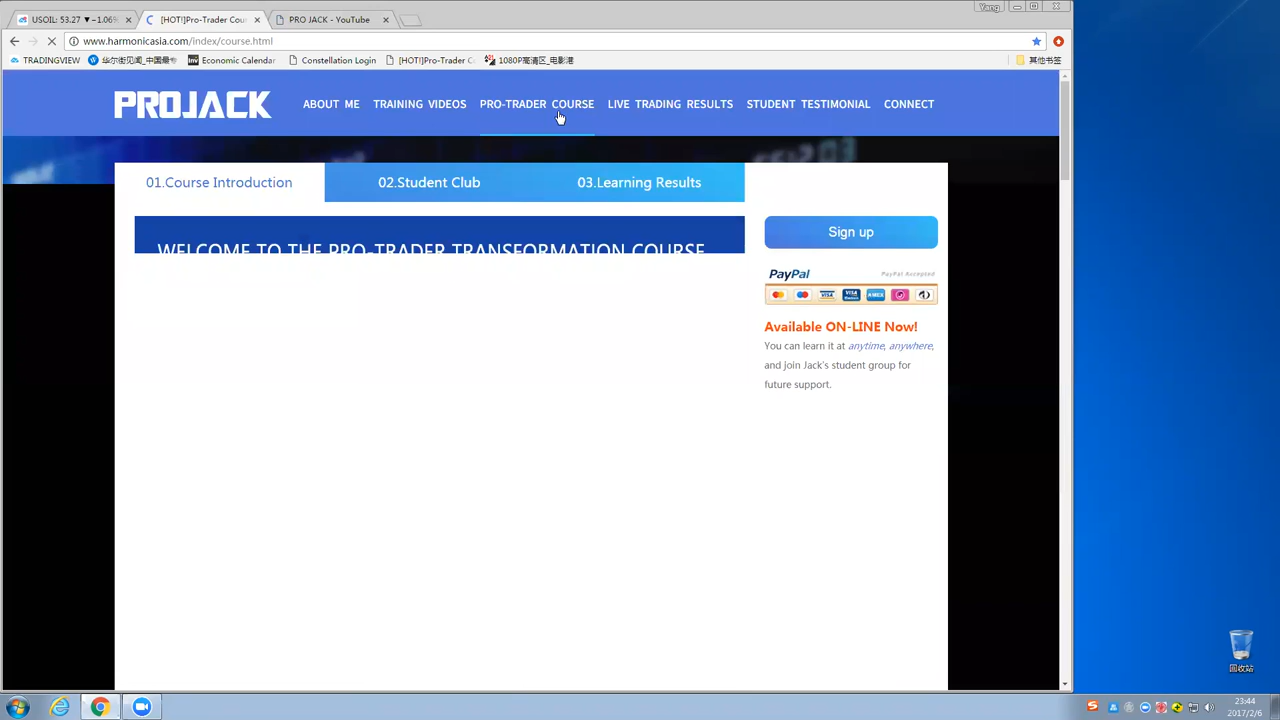 USOIL: 53.27 ▼−1.06%
[HOT!]Pro-Trader Cou
PRO JACK - YouTube
Yang
www.harmonicasia.com/index/course.html
TRADINGVIEW
华尔街见闻_中国最专
Economic Calendar
Constellation Login
[HOT!]Pro-Trader C
1080P高清区_电影港
其他书签
PROJACK
ABOUT ME
TRAINING VIDEOS
PRO-TRADER COURSE
LIVE TRADING RESULTS
STUDENT TESTIMONIAL
CONNECT
01.Course Introduction
02.Student Club
03.Learning Results
WELCOME TO THE PRO-TRADER TRANSFORMATION COURSE
Sign up
PayPal
PayPal Accepted
VISA
VISA
AMEX
Available ON-LINE Now!
You can learn it at anytime, anywhere,
and join Jack's student group for
future support.
回收站
23:44
2017/2/6